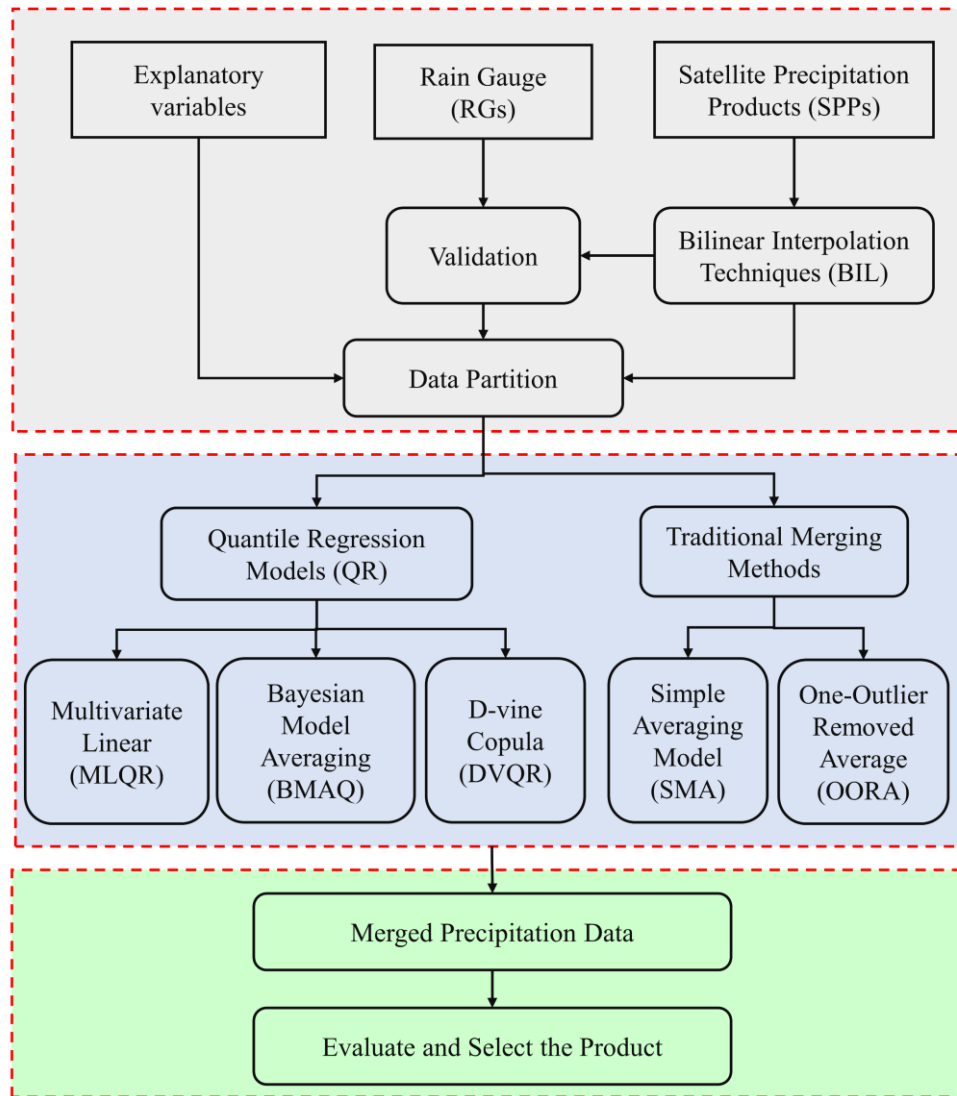 Explanatory
variables
Rain Gauge
(RGs)
Satellite Precipitation
Products (SPPs)
Validation
Bilinear Interpolation
Techniques (BIL)
Data Partition
Quantile Regression
Models (QR)
Traditional Merging
Methods
Multivariate
Linear
(MLQR)
Bayesian
Model
Averaging
(BMAQ)
D-vine
Copula
(DVQR)
Simple
Averaging
Model
(SMA)
One-Outlier
Removed
Average
(OORA)
Merged Precipitation Data
Evaluate and Select the Product